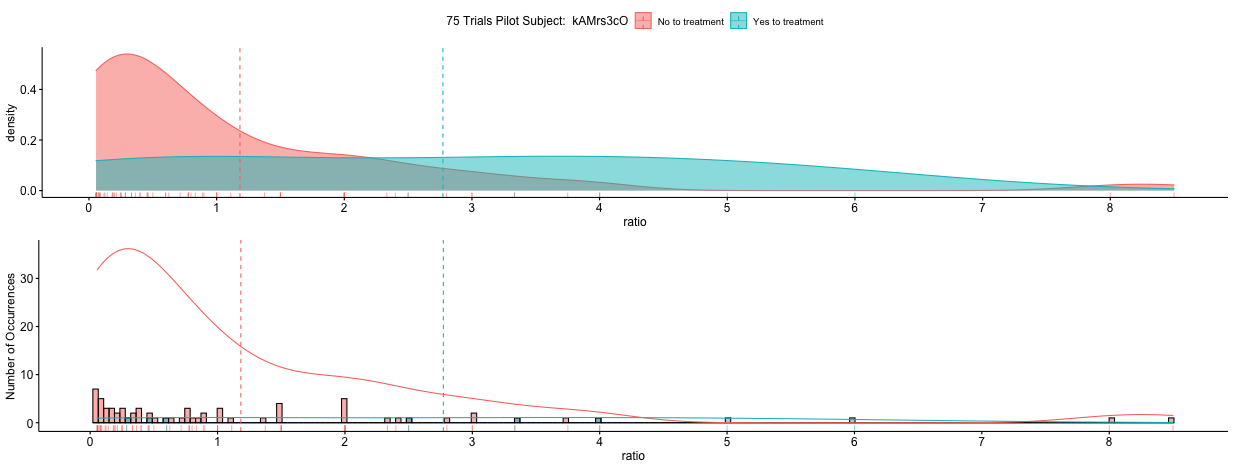 75 Trials Pilot Subject: kAMrs3cO No to treatment Yes to treatment
density
0.4
0.2
0.0
0 1 2 3 4 5 6 7 8
ratio
Number of Occurrences
30
20
10
0
0 1 2 3 4 5 6 7 8
ratio